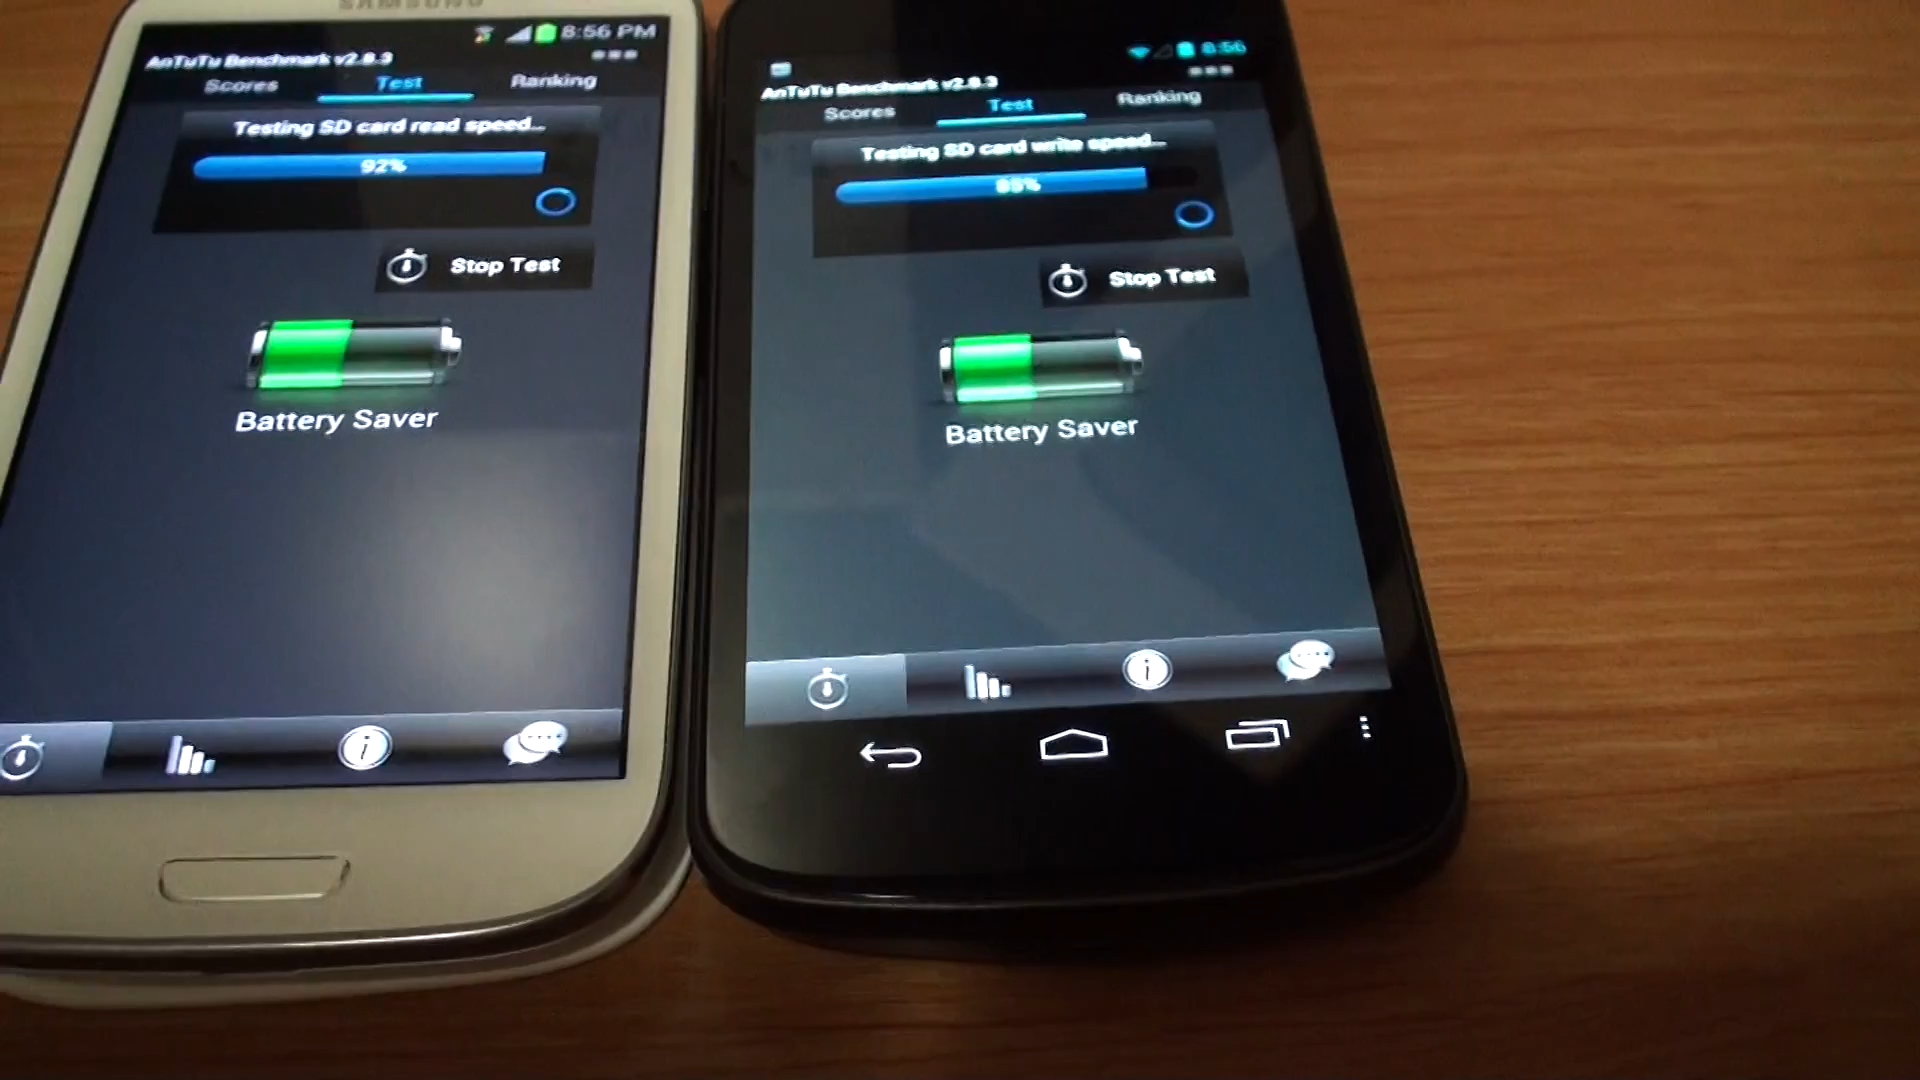 SAMSUNG
8:56 PM
AnTuTu Benchmark v2.8.3
Scores Test Ranking
Testing SD card read speed...
92%
Stop Test
Battery Saver
8:56
AnTuTu Benchmark v2.8.3
Scores Test Ranking
Testing SD card write speed...
85%
Stop Test
Battery Saver